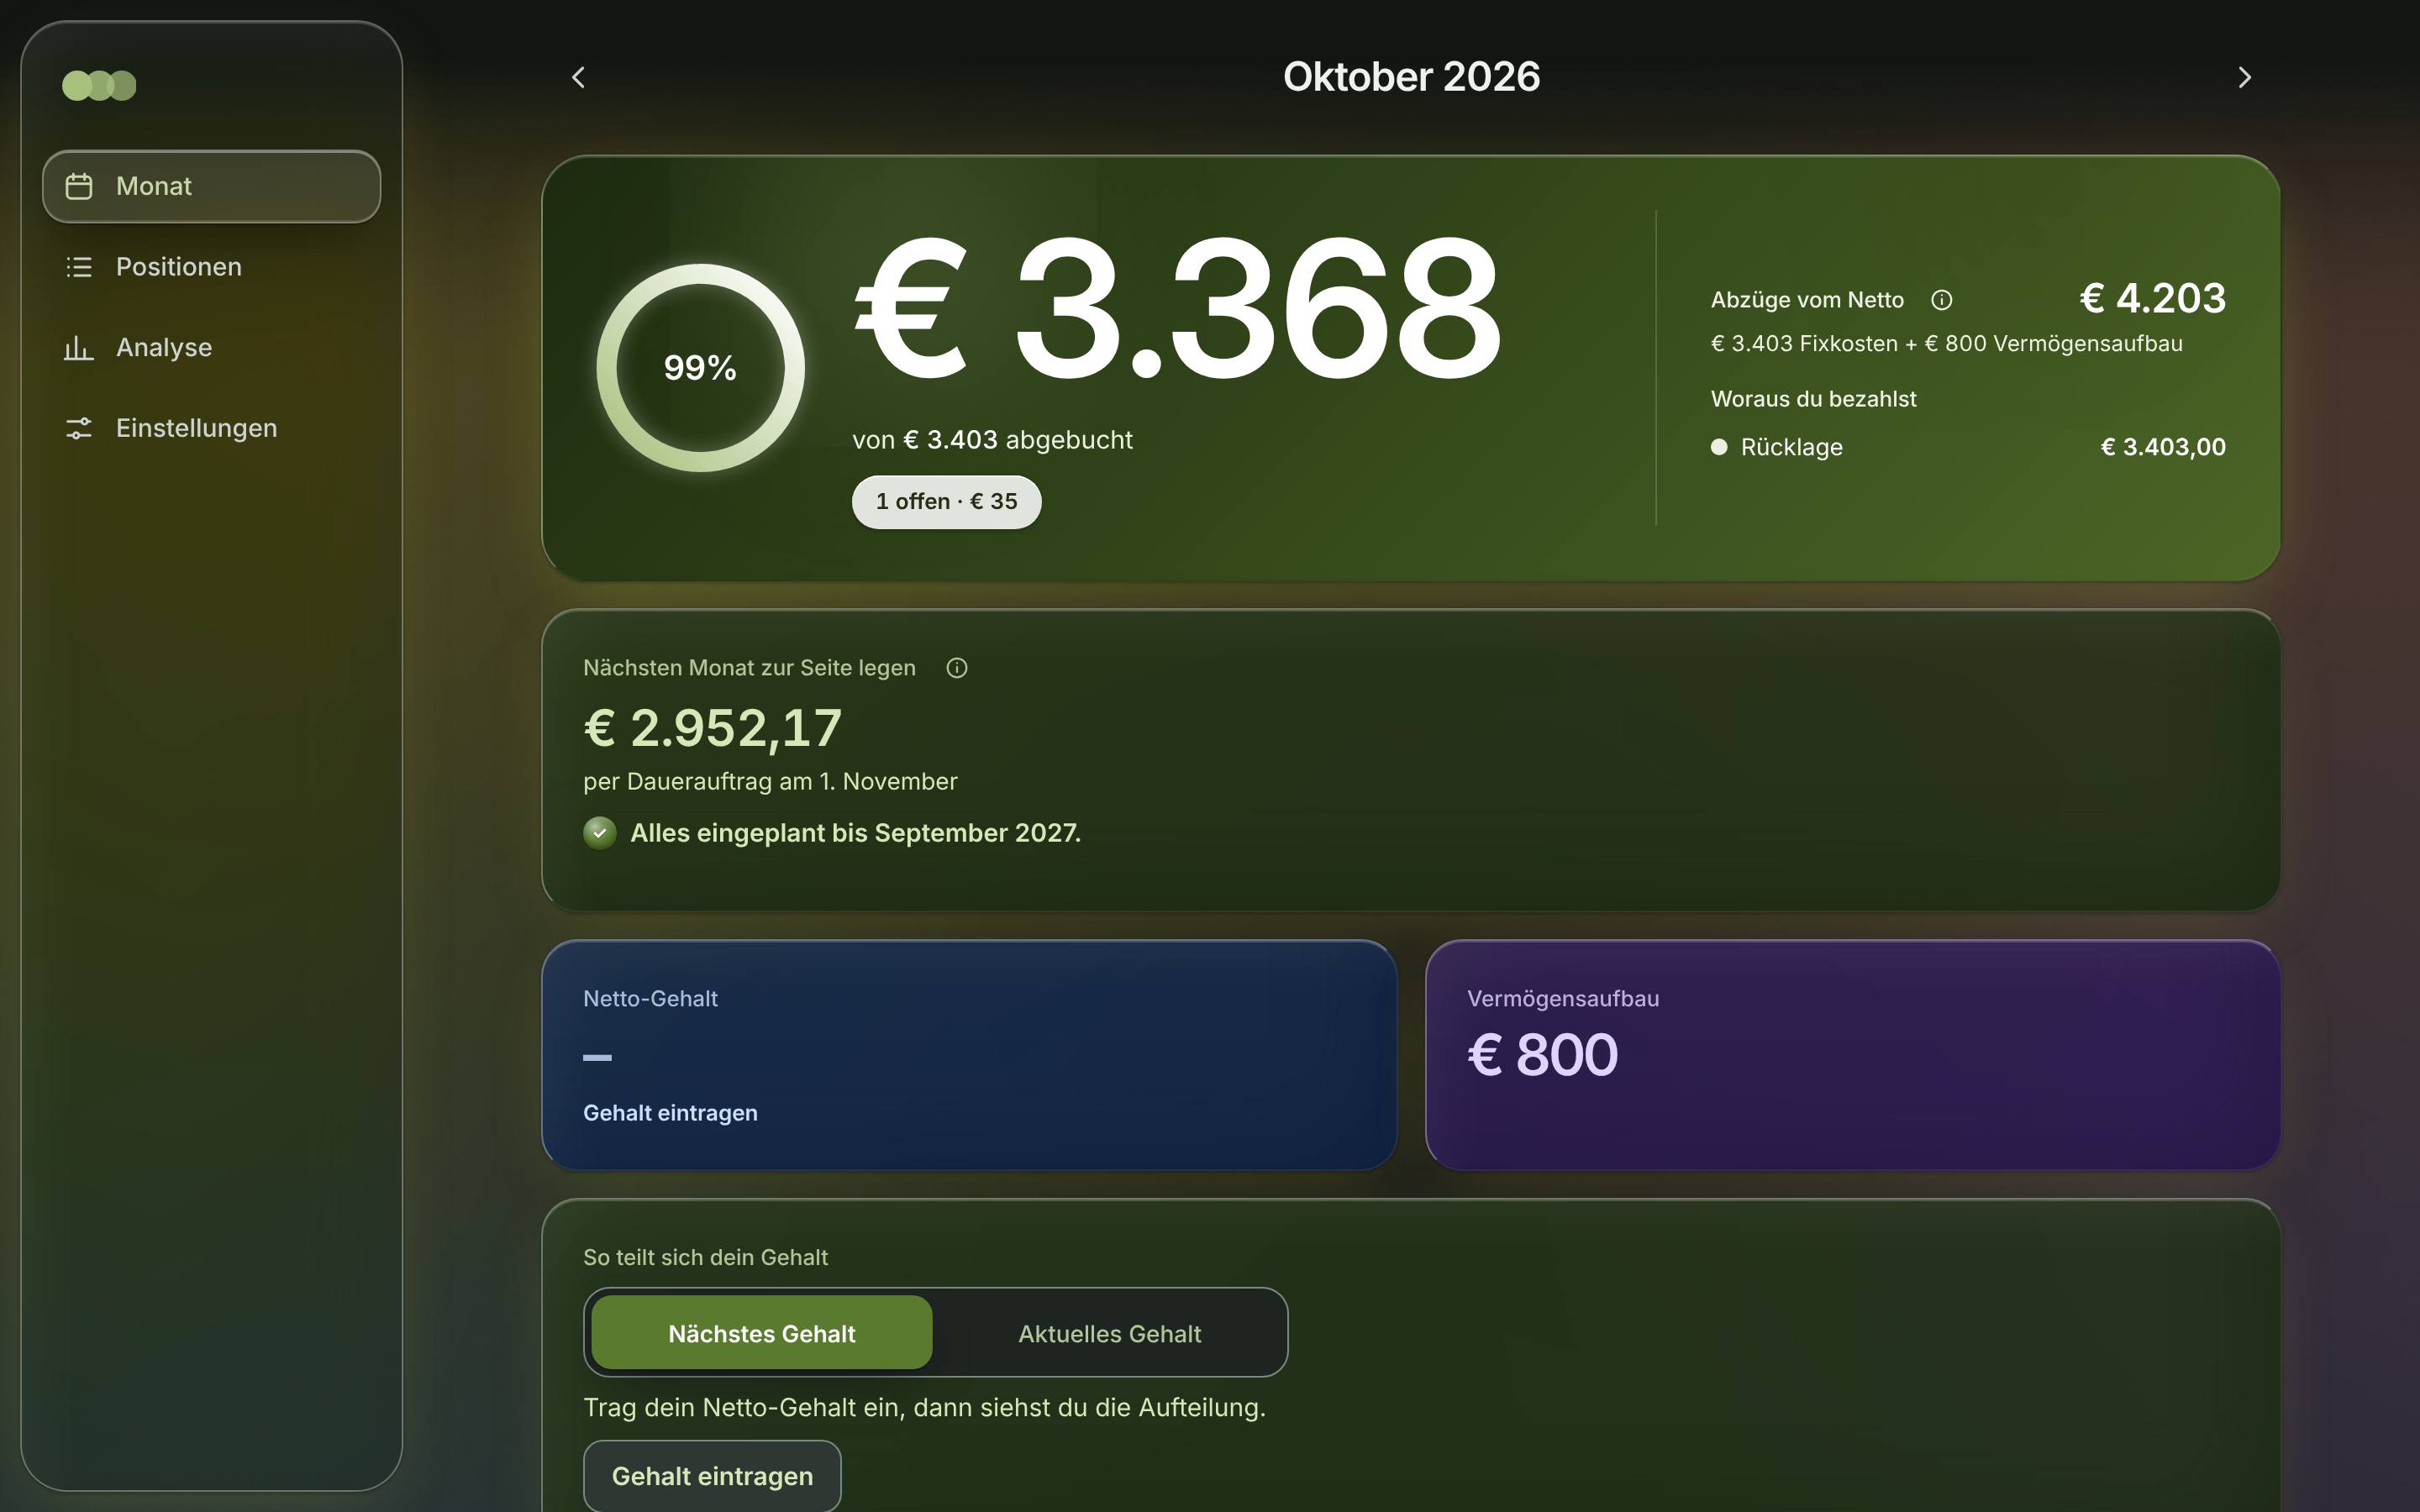 Oktober 2026
Monat
Positionen
Analyse
Einstellungen
99%
€ 3.368
von € 3.403 abgebucht
1 offen · € 35
Abzüge vom Netto
€ 4.203
€ 3.403 Fixkosten + € 800 Vermögensaufbau
Woraus du bezahlst
Rücklage
€ 3.403,00
Nächsten Monat zur Seite legen
€ 2.952,17
per Dauerauftrag am 1. November
Alles eingeplant bis September 2027.
Netto-Gehalt
–
Gehalt eintragen
Vermögensaufbau
€ 800
So teilt sich dein Gehalt
Nächstes Gehalt
Aktuelles Gehalt
Trag dein Netto-Gehalt ein, dann siehst du die Aufteilung.
Gehalt eintragen